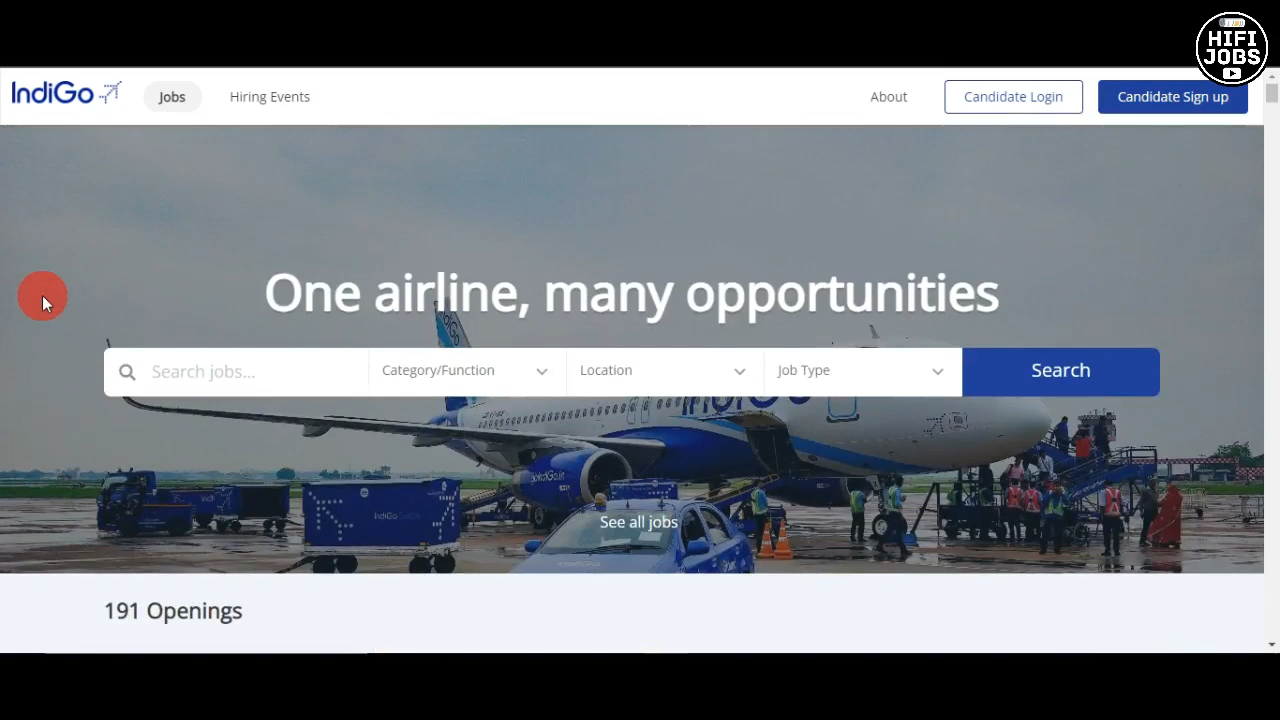 HIFI
JOBS
IndiGo
Jobs
Hiring Events
About
Candidate Login
Candidate Sign up
One airline, many opportunities
Search jobs...
Category/Function
Location
Job Type
Search
IndiGo
See all jobs
191 Openings